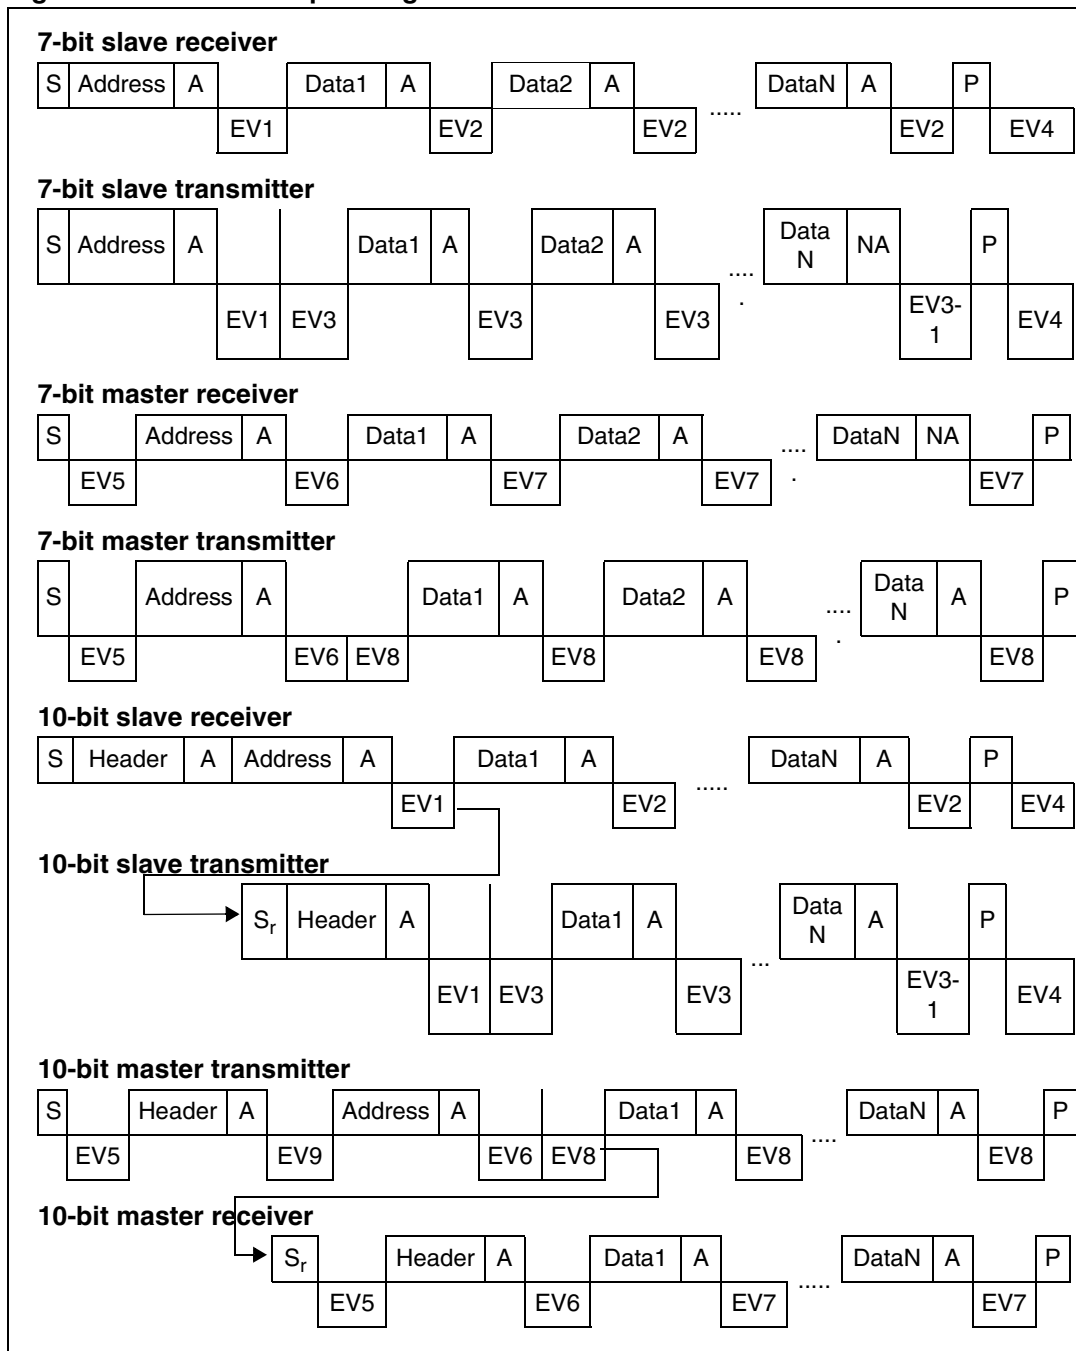 7-bit slave receiver
S Address A Data1 A Data2 A ..... DataN A P
EV1 EV2 EV2 EV2 EV4
7-bit slave transmitter
S Address A Data1 A Data2 A ..... Data N NA P
EV1 EV3 EV3 EV3 EV3-1 EV4
7-bit master receiver
S Address A Data1 A Data2 A ..... DataN NA P
EV5 EV6 EV7 EV7 EV7
7-bit master transmitter
S Address A Data1 A Data2 A ..... Data N A P
EV5 EV6 EV8 EV8 EV8 EV8
10-bit slave receiver
S Header A Address A Data1 A ..... DataN A P
EV1 EV2 EV2 EV4
10-bit slave transmitter
Sr Header A Data1 A ... Data N A P
EV1 EV3 EV3 EV3-1 EV4
10-bit master transmitter
S Header A Address A Data1 A .... DataN A P
EV5 EV9 EV6 EV8 EV8 EV8
10-bit master receiver
Sr Header A Data1 A ..... DataN A P
EV5 EV6 EV7 EV7